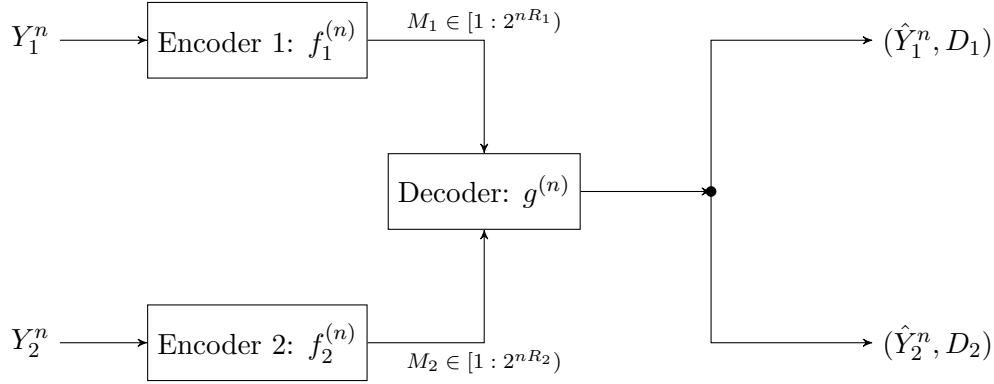 Y_1^n Encoder 1: f_1^{(n)} M_1 ∈ [1 : 2^{nR_1}) (Ŷ_1^n, D_1)
Decoder: g^{(n)}
Y_2^n Encoder 2: f_2^{(n)} M_2 ∈ [1 : 2^{nR_2}) (Ŷ_2^n, D_2)